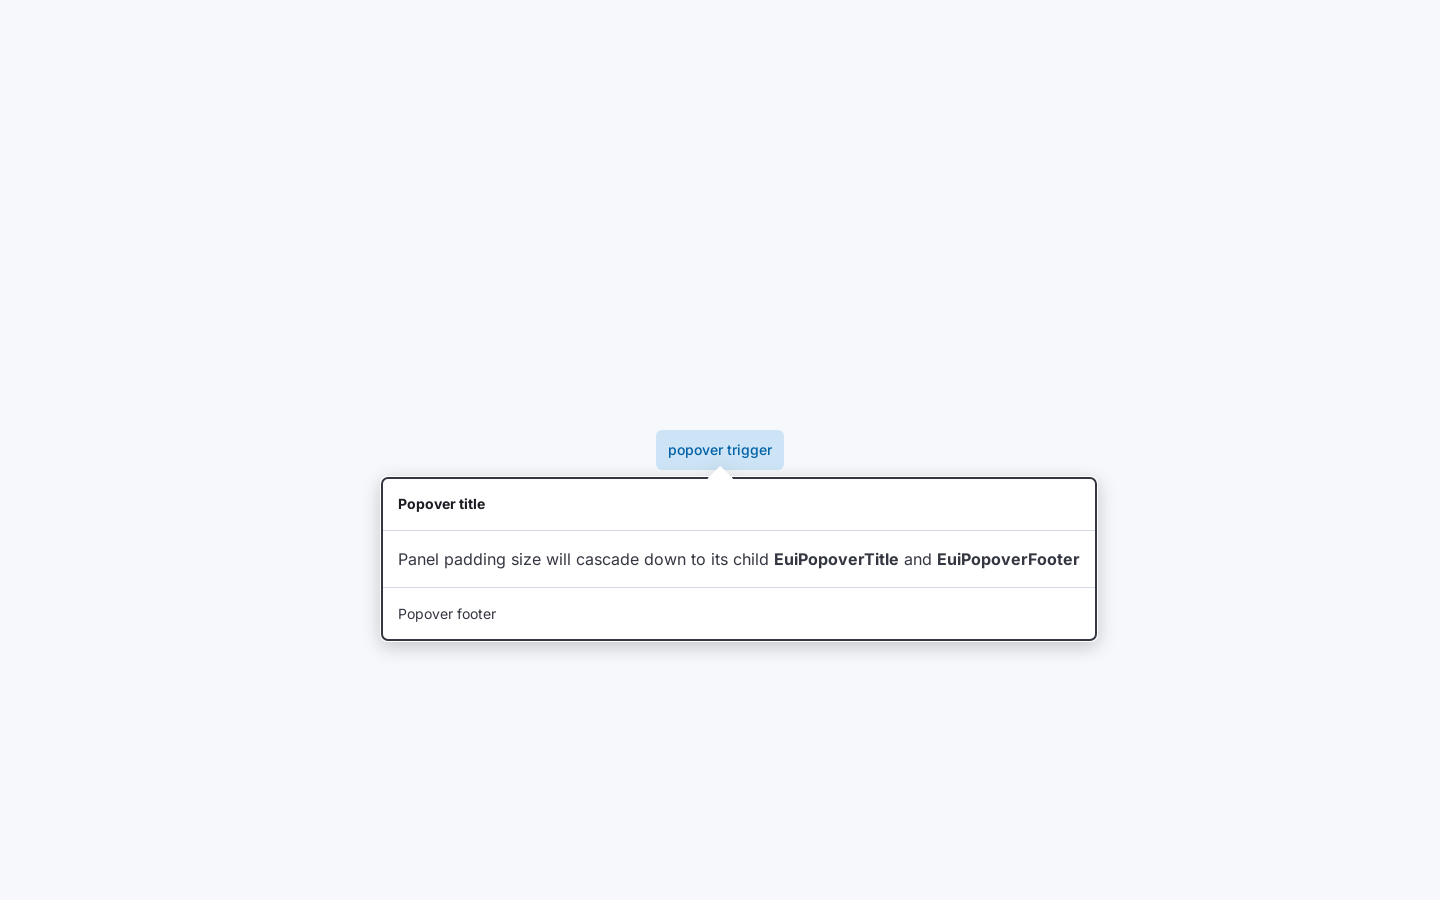 popover trigger
Popover title
Panel padding size will cascade down to its child EuiPopoverTitle and EuiPopoverFooter
Popover footer